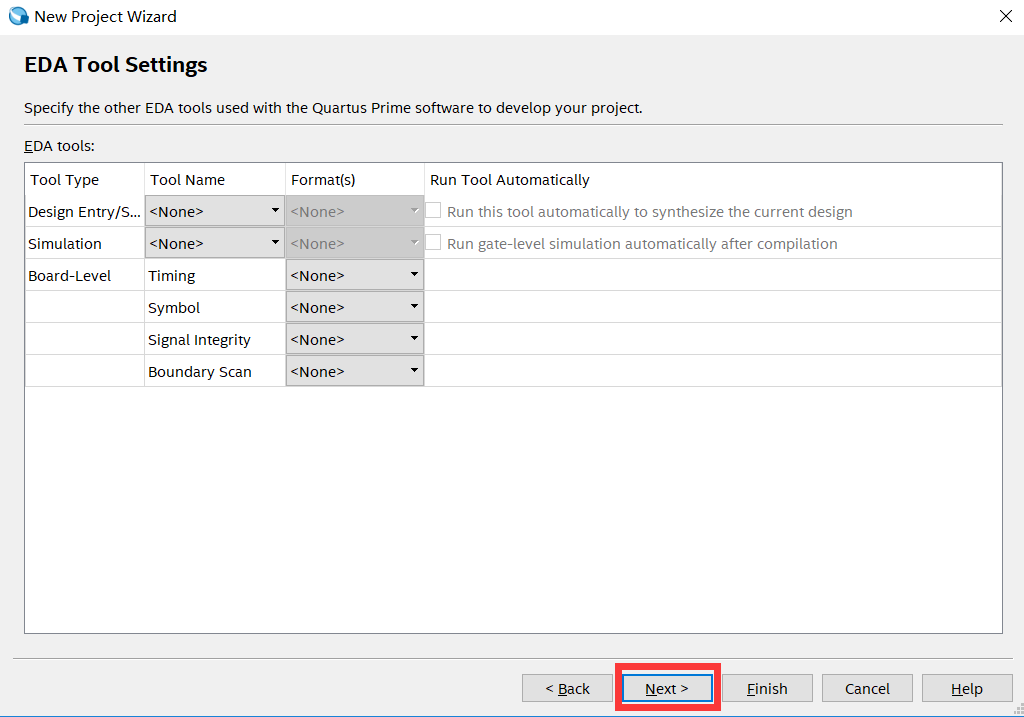 New Project Wizard
EDA Tool Settings
Specify the other EDA tools used with the Quartus Prime software to develop your project.
EDA tools:
Tool Type Tool Name Format(s) Run Tool Automatically
Design Entry/S... <None> <None> Run this tool automatically to synthesize the current design
Simulation <None> <None> Run gate-level simulation automatically after compilation
Board-Level Timing <None>
Symbol <None>
Signal Integrity <None>
Boundary Scan <None>
< Back Next > Finish Cancel Help